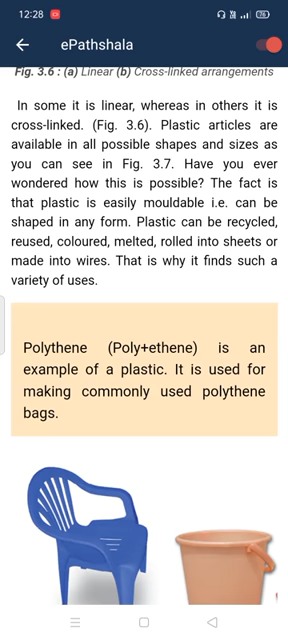 12:28
76
ePathshala
Fig. 3.6 : (a) Linear (b) Cross-linked arrangements
In some it is linear, whereas in others it is
cross-linked. (Fig. 3.6). Plastic articles are
available in all possible shapes and sizes as
you can see in Fig. 3.7. Have you ever
wondered how this is possible? The fact is
that plastic is easily mouldable i.e. can be
shaped in any form. Plastic can be recycled,
reused, coloured, melted, rolled into sheets or
made into wires. That is why it finds such a
variety of uses.
Polythene (Poly+ethene) is an
example of a plastic. It is used for
making commonly used polythene
bags.